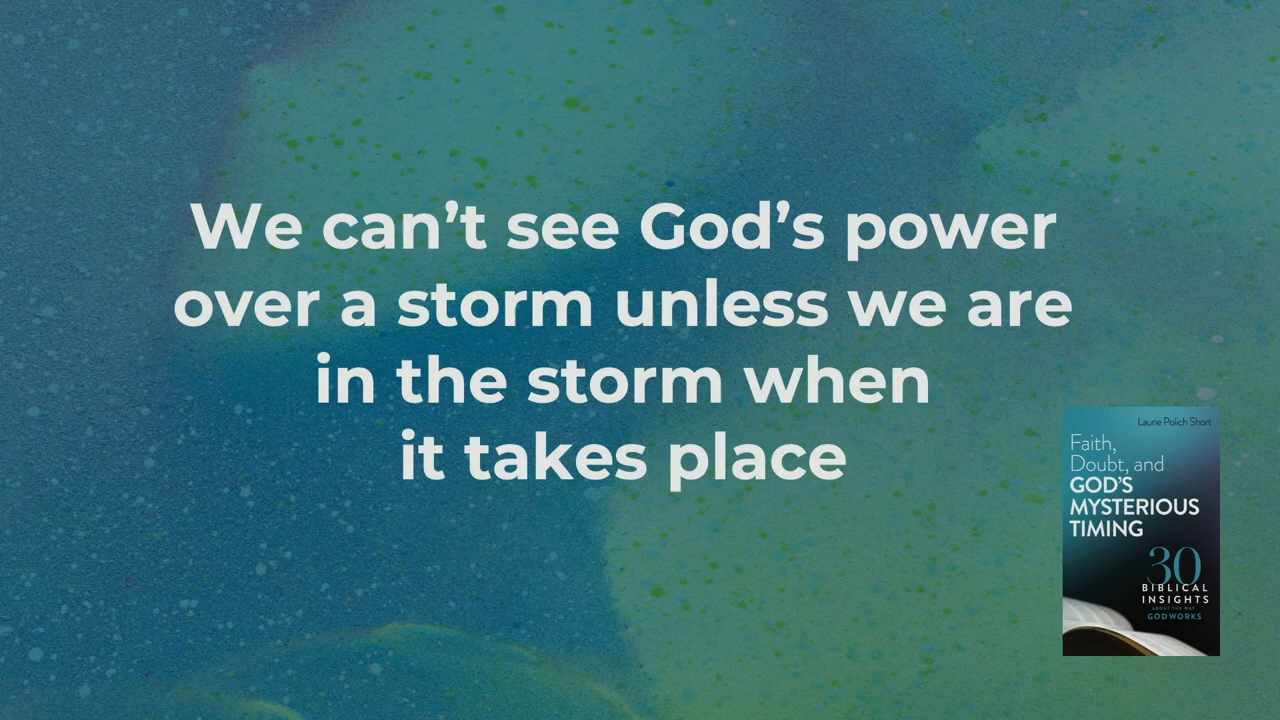 We can’t see God’s power
over a storm unless we are
in the storm when
it takes place
Laurie Polich Short
Faith,
Doubt, and
GOD’S
MYSTERIOUS
TIMING
30
BIBLICAL
INSIGHTS
ABOUT THE WAY
GOD WORKS